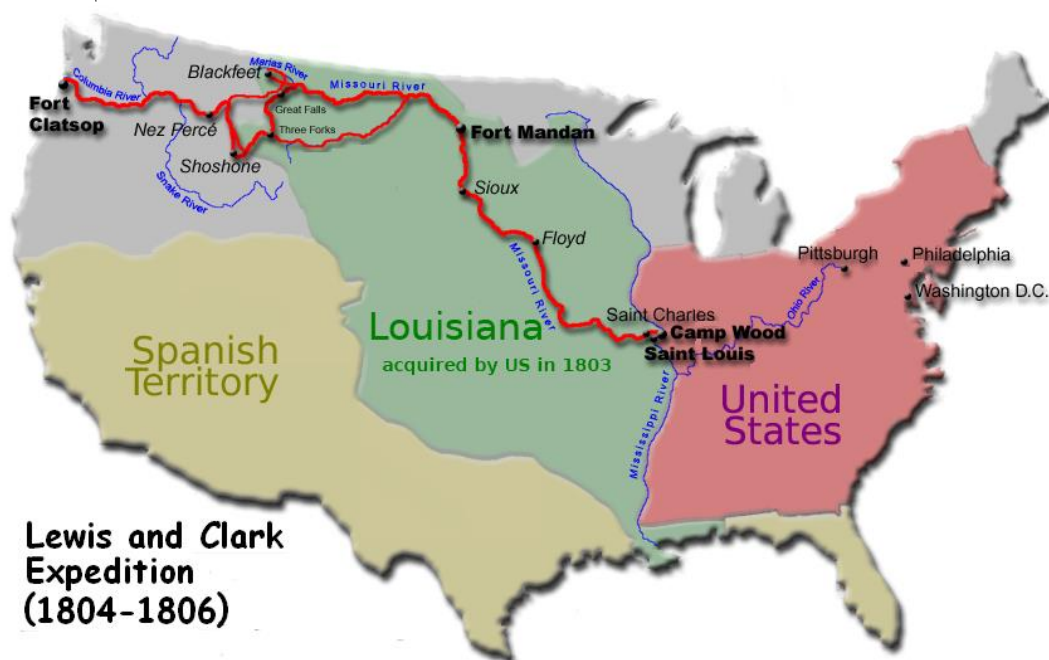 Marias River
Blackfeet
Missouri River
Columbia River
Great Falls
Fort
Clatsop
Nez Percé
Three Forks
Fort Mandan
Shoshone
Snake River
Sioux
Floyd
Missouri River
Pittsburgh
Philadelphia
Ohio River
Washington D.C.
Saint Charles
Camp Wood
Saint Louis
Louisiana
acquired by US in 1803
Spanish
Territory
Mississippi River
United
States
Lewis and Clark
Expedition
(1804-1806)